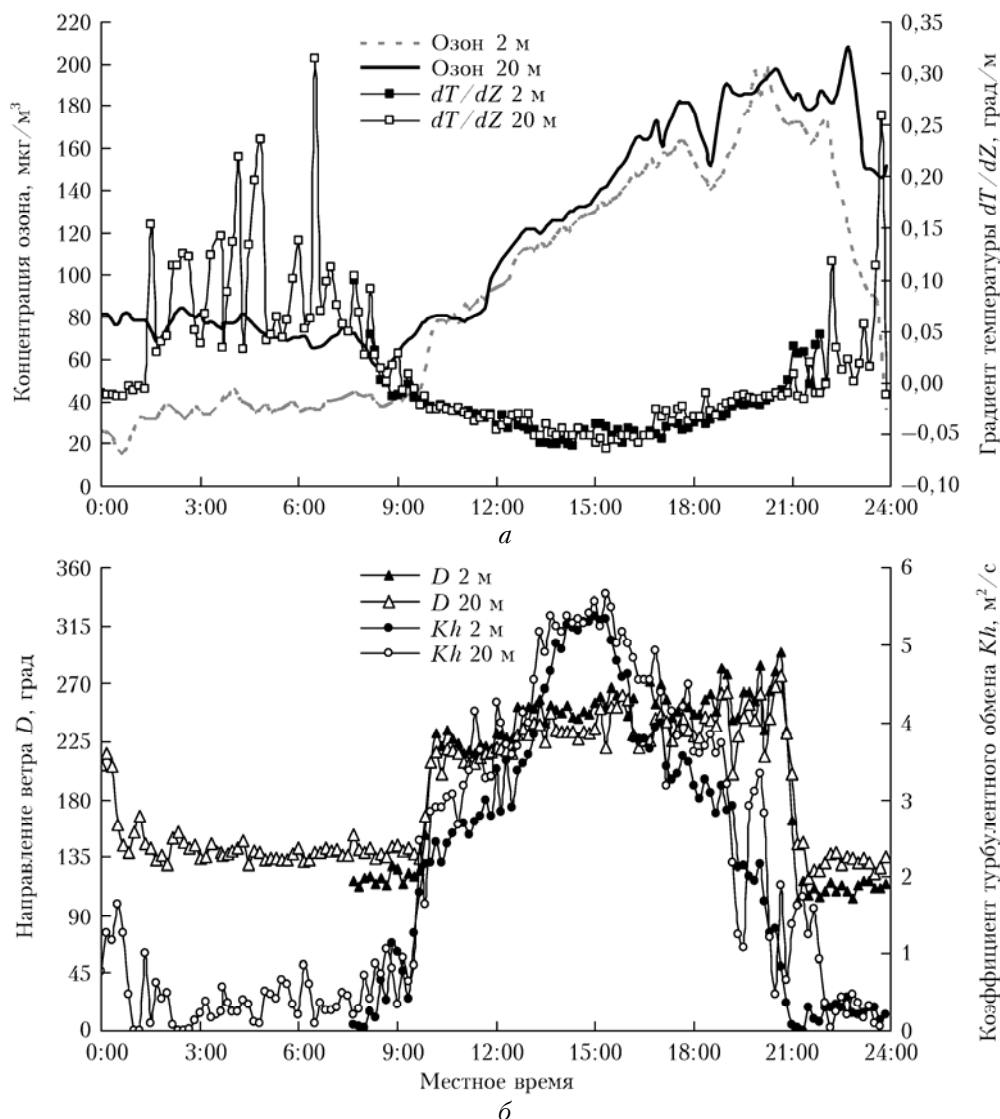 Концентрация озона, мкг/м³
220
200
180
160
140
120
100
80
60
40
20
0
Озон 2 м
Озон 20 м
dT/dZ 2 м
dT/dZ 20 м
0,35
0,30
0,25
0,20
0,15
0,10
0,05
0,00
−0,05
−0,10
Градиент температуры dT/dZ, град/м
0:00 3:00 6:00 9:00 12:00 15:00 18:00 21:00 24:00
а
Направление ветра D, град
360
315
270
225
180
135
90
45
0
D 2 м
D 20 м
Kh 2 м
Kh 20 м
6
5
4
3
2
1
0
Коэффициент турбулентного обмена Kh, м²/с
0:00 3:00 6:00 9:00 12:00 15:00 18:00 21:00 24:00
Местное время
б